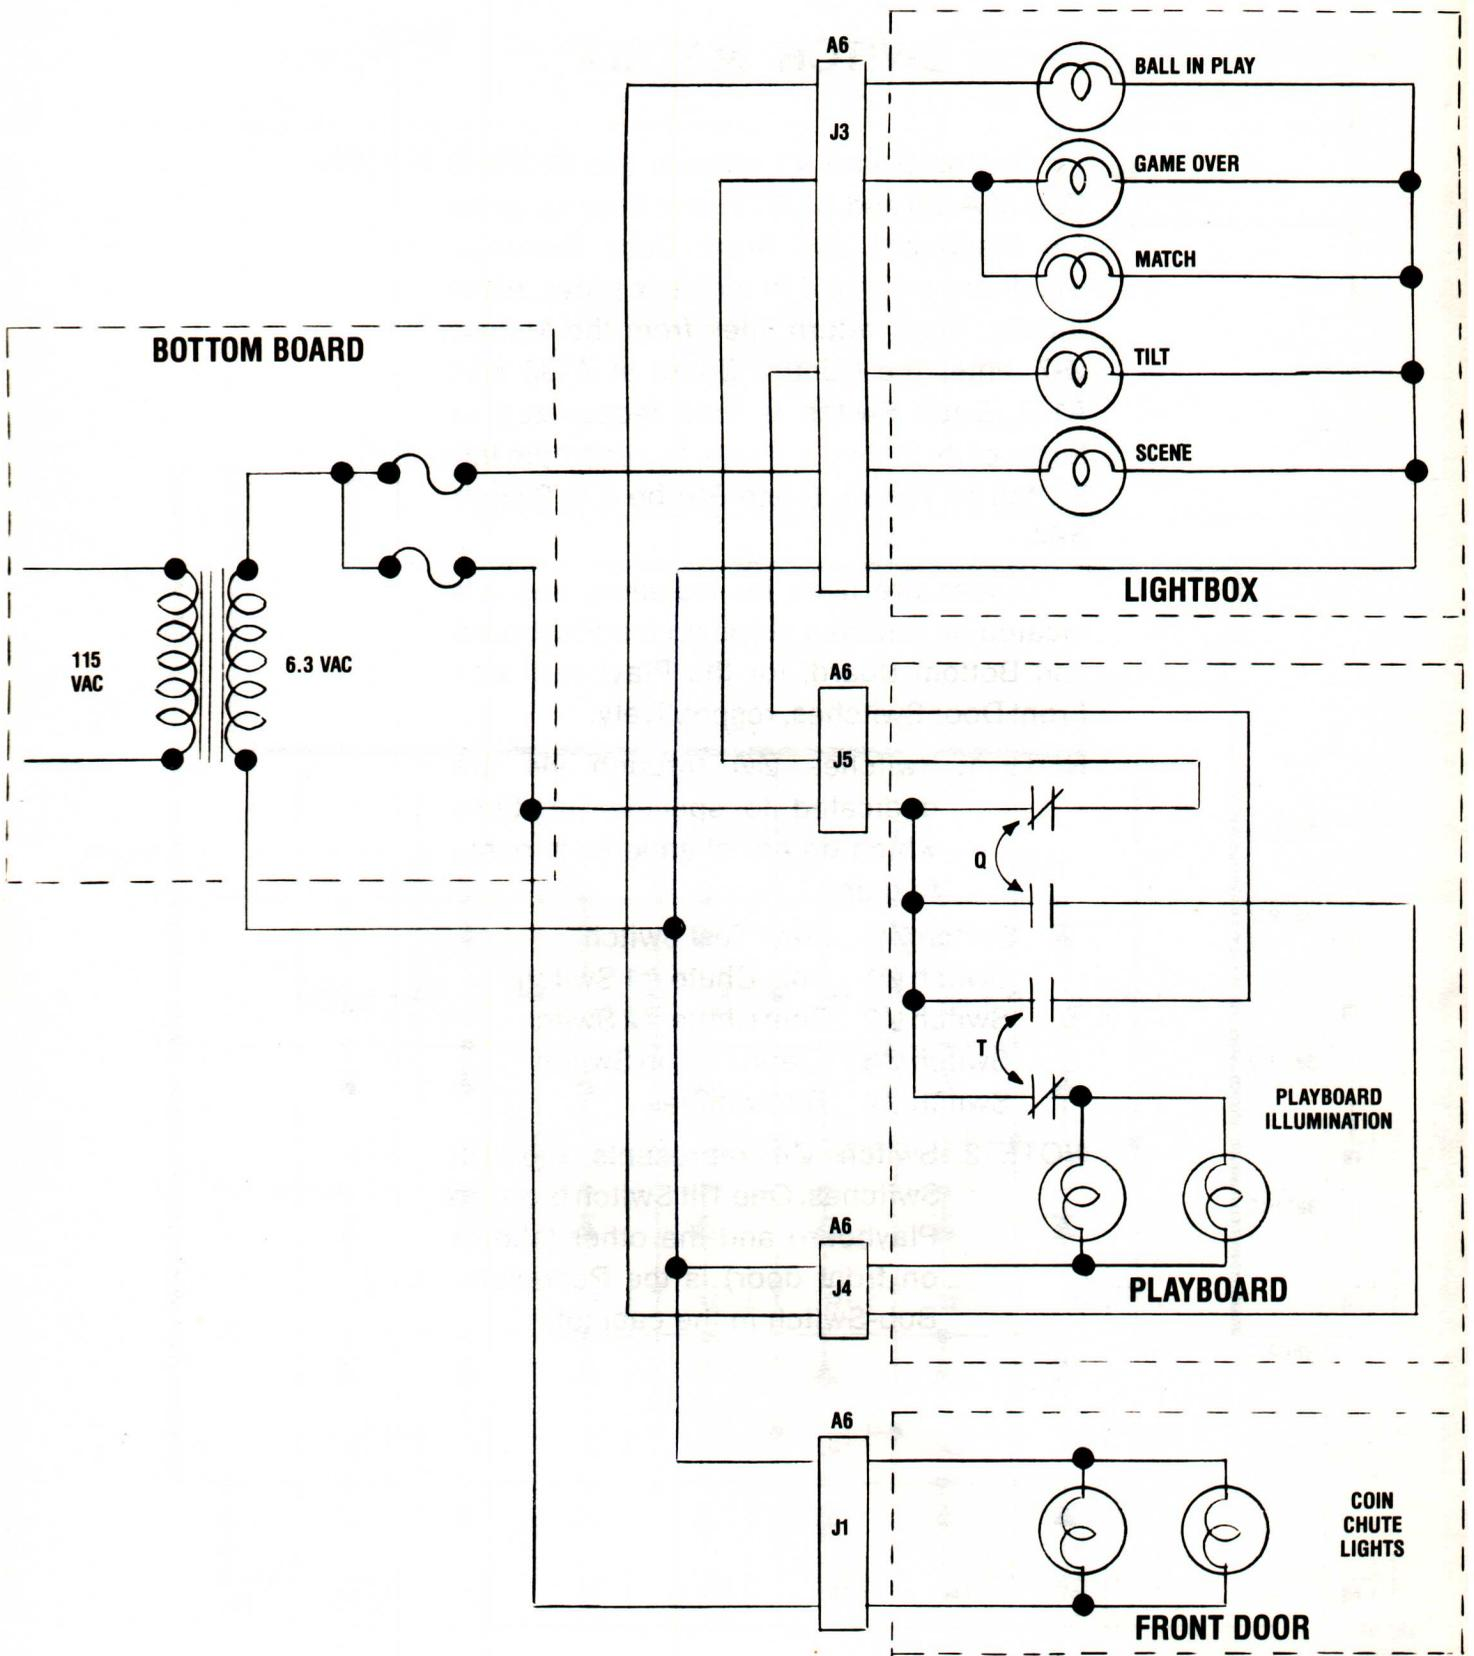 A6
J3
BALL IN PLAY
GAME OVER
MATCH
TILT
SCENE
LIGHTBOX
BOTTOM BOARD
115
VAC
6.3 VAC
A6
J5
Q
T
PLAYBOARD
ILLUMINATION
A6
J4
PLAYBOARD
A6
J1
COIN
CHUTE
LIGHTS
FRONT DOOR